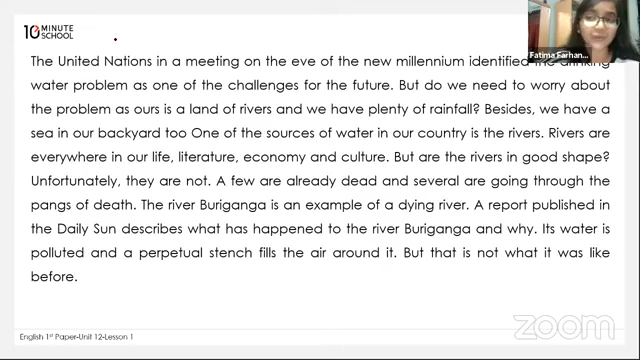 10 MINUTE
SCHOOL
Fatima Farhan...
The United Nations in a meeting on the eve of the new millennium identified the drinking
water problem as one of the challenges for the future. But do we need to worry about
the problem as ours is a land of rivers and we have plenty of rainfall? Besides, we have a
sea in our backyard too One of the sources of water in our country is the rivers. Rivers are
everywhere in our life, literature, economy and culture. But are the rivers in good shape?
Unfortunately, they are not. A few are already dead and several are going through the
pangs of death. The river Buriganga is an example of a dying river. A report published in
the Daily Sun describes what has happened to the river Buriganga and why. Its water is
polluted and a perpetual stench fills the air around it. But that is not what it was like
before.
English 1st Paper-Unit 12-Lesson 1
zoom